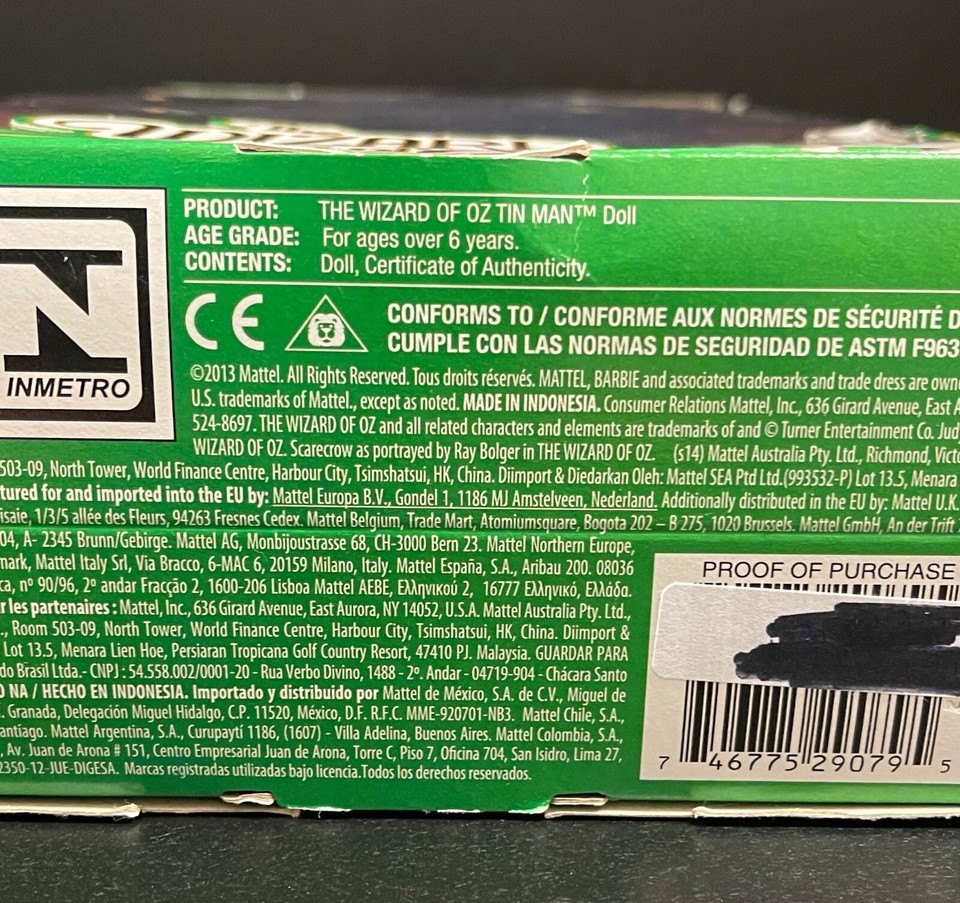 INMETRO
PRODUCT: THE WIZARD OF OZ TIN MAN™ Doll
AGE GRADE: For ages over 6 years.
CONTENTS: Doll, Certificate of Authenticity.
CE
CONFORMS TO / CONFORME AUX NORMES DE SÉCURITÉ D
CUMPLE CON LAS NORMAS DE SEGURIDAD DE ASTM F963
©2013 Mattel. All Rights Reserved. Tous droits réservés. MATTEL, BARBIE and associated trademarks and trade dress are own
U.S. trademarks of Mattel., except as noted. MADE IN INDONESIA. Consumer Relations Mattel, Inc., 636 Girard Avenue, East A
524-8697. THE WIZARD OF OZ and all related characters and elements are trademarks of and © Turner Entertainment Co. Jud
WIZARD OF OZ. Scarecrow as portrayed by Ray Bolger in THE WIZARD OF OZ. (s14) Mattel Australia Pty. Ltd., Richmond, Victo
503-09, North Tower, World Finance Centre, Harbour City, Tsimshatsui, HK, China. Diimport & Diedarkan Oleh: Mattel SEA Ptd Ltd.(993532-P) Lot 13.5, Menara
tured for and imported into the EU by: Mattel Europa B.V., Gondel 1, 1186 MJ Amstelveen, Nederland. Additionally distributed in the EU by: Mattel U.K.
isaie, 1/3/5 allée des Fleurs, 94263 Fresnes Cedex. Mattel Belgium, Trade Mart, Atomiumsquare, Bogota 202 – B 275, 1020 Brussels. Mattel GmbH, An der Trift
04, A- 2345 Brunn/Gebirge. Mattel AG, Monbijoustrasse 68, CH-3000 Bern 23. Mattel Northern Europe,
mark, Mattel Italy Srl, Via Bracco, 6-MAC 6, 20159 Milano, Italy. Mattel España, S.A., Aribau 200. 08036
ca, nº 90/96, 2º andar Fracção 2, 1600-206 Lisboa Mattel AEBE, Ελληνικού 2, 16777 Ελληνικό, Ελλάδα.
r les partenaires : Mattel, Inc., 636 Girard Avenue, East Aurora, NY 14052, U.S.A. Mattel Australia Pty. Ltd.,
., Room 503-09, North Tower, World Finance Centre, Harbour City, Tsimshatsui, HK, China. Diimport &
Lot 13.5, Menara Lien Hoe, Persiaran Tropicana Golf Country Resort, 47410 PJ. Malaysia. GUARDAR PARA
do Brasil Ltda.- CNPJ : 54.558.002/0001-20 - Rua Verbo Divino, 1488 - 2º. Andar - 04719-904 - Chácara Santo
O NA / HECHO EN INDONESIA. Importado y distribuido por Mattel de México, S.A. de C.V., Miguel de
. Granada, Delegación Miguel Hidalgo, C.P. 11520, México, D.F. R.F.C. MME-920701-NB3. Mattel Chile, S.A.,
antiago. Mattel Argentina, S.A., Curupaytí 1186, (1607) - Villa Adelina, Buenos Aires. Mattel Colombia, S.A.,
, Av. Juan de Arona # 151, Centro Empresarial Juan de Arona, Torre C, Piso 7, Oficina 704, San Isidro, Lima 27,
2350-12-JUE-DIGESA. Marcas registradas utilizadas bajo licencia.Todos los derechos reservados.
PROOF OF PURCHASE
7 46775 29079 5